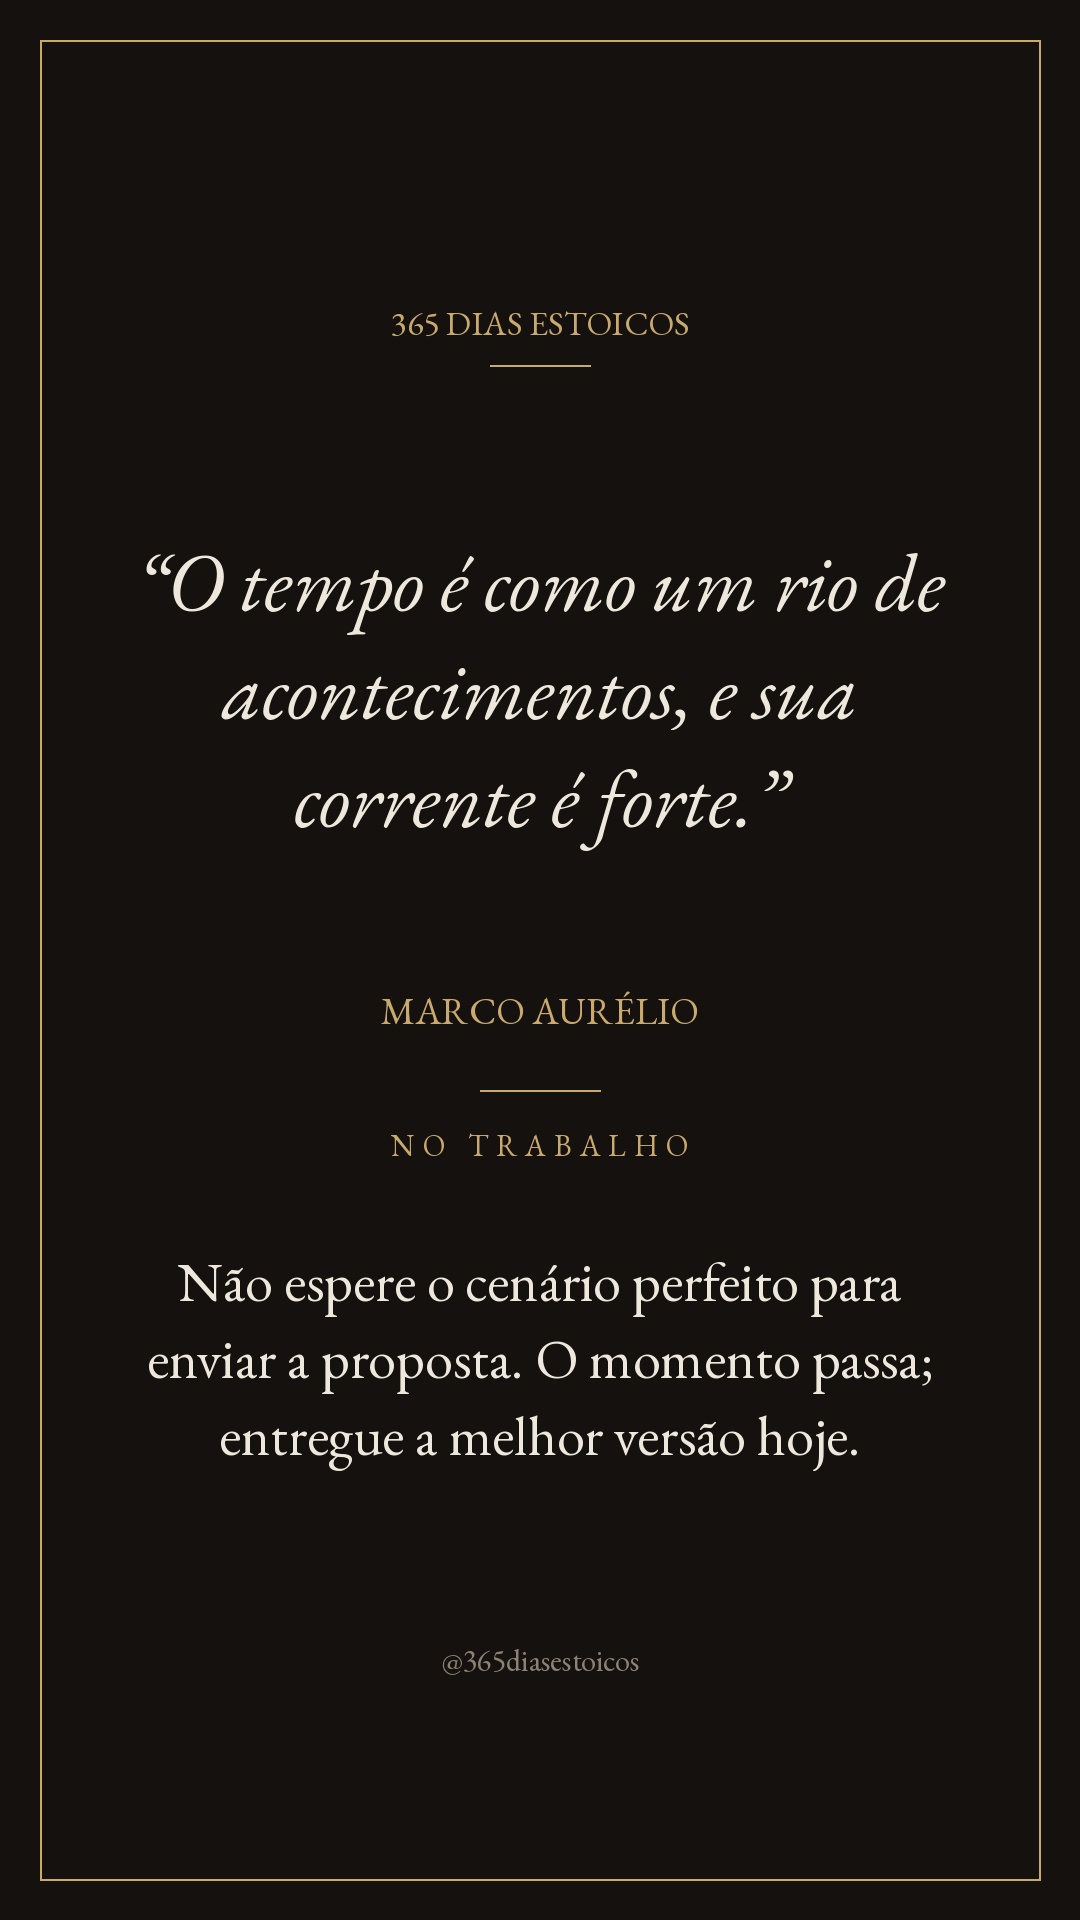 365 DIAS ESTOICOS
“O tempo é como um rio de
acontecimentos, e sua
corrente é forte.”
MARCO AURÉLIO
NO TRABALHO
Não espere o cenário perfeito para
enviar a proposta. O momento passa;
entregue a melhor versão hoje.
@365diasestoicos